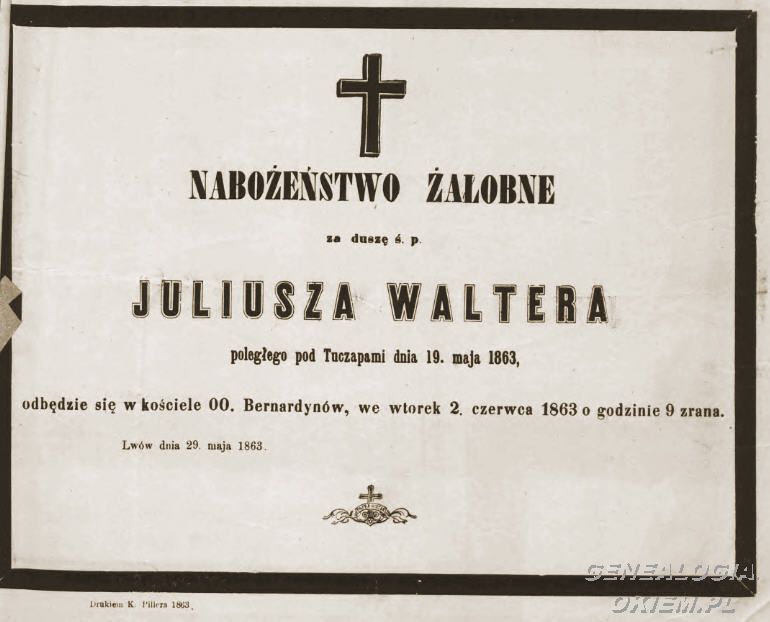 NABOŻEŃSTWO ŻAŁOBNE
za duszę ś. p.
JULIUSZA WALTERA
poległego pod Tuczapami dnia 19. maja 1863,
odbędzie się w kościele OO. Bernardynów, we wtorek 2. czerwca 1863 o godzinie 9 zrana.
Lwów dnia 29. maja 1863.
Drukiem K. Pillera 1863.
GENEALOGIA
OKIEM.PL